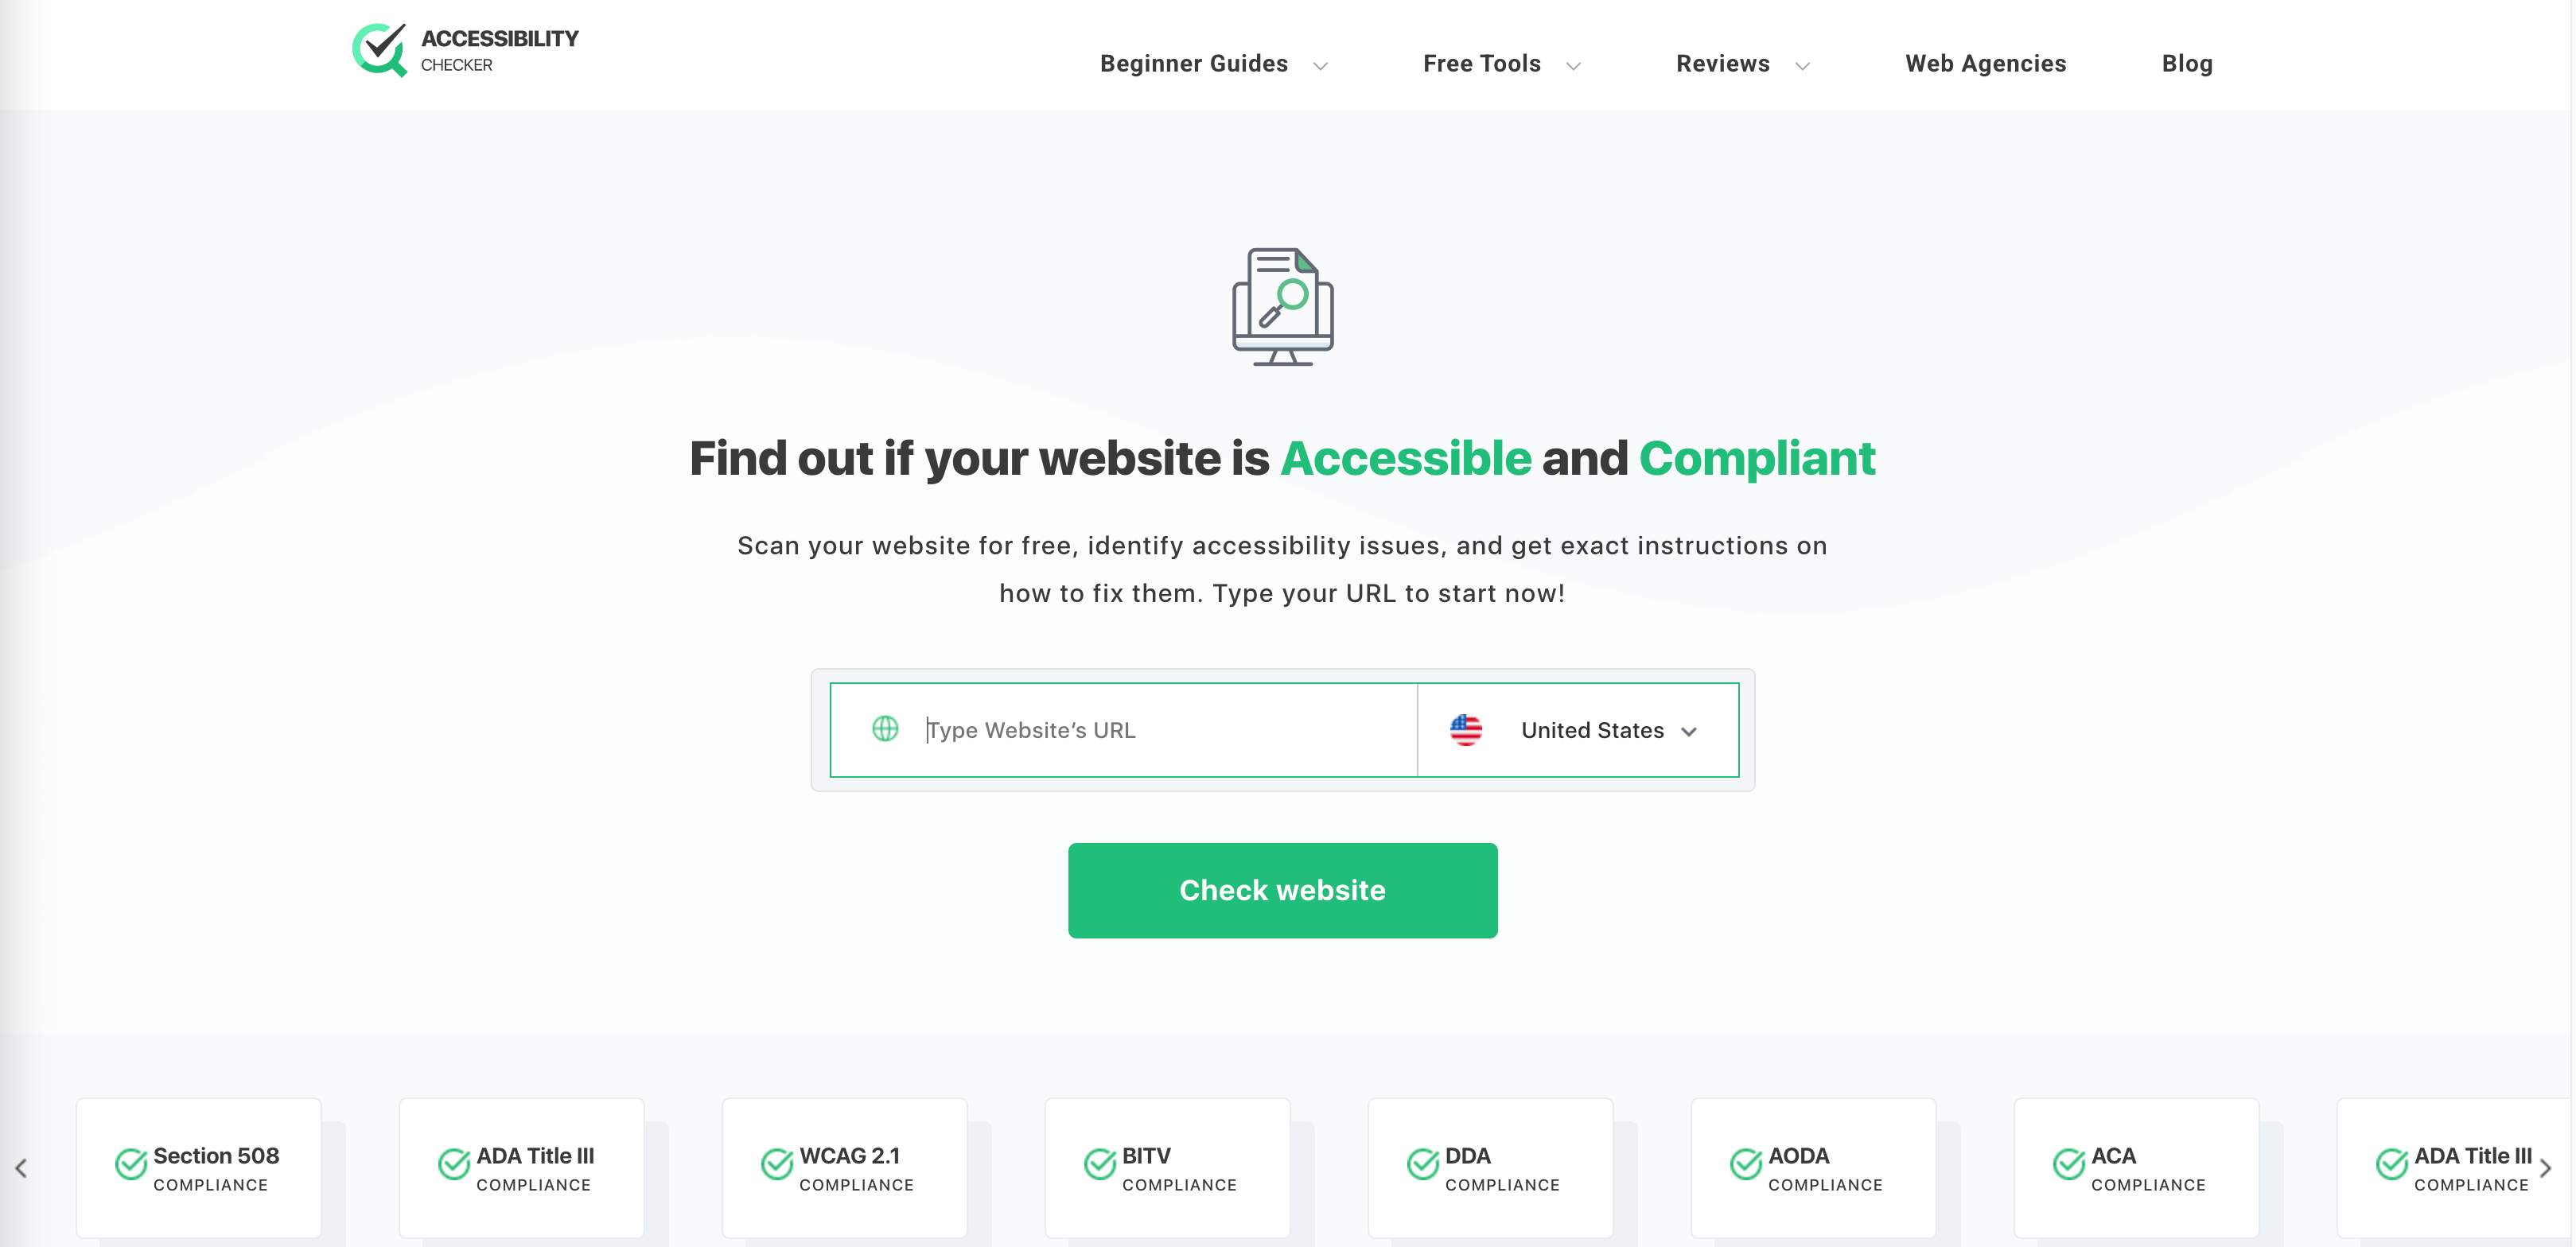 ACCESSIBILITY
CHECKER
Beginner Guides
Free Tools
Reviews
Web Agencies
Blog
Find out if your website is Accessible and Compliant
Scan your website for free, identify accessibility issues, and get exact instructions on
how to fix them. Type your URL to start now!
Type Website’s URL
United States
Check website
Section 508
COMPLIANCE
ADA Title III
COMPLIANCE
WCAG 2.1
COMPLIANCE
BITV
COMPLIANCE
DDA
COMPLIANCE
AODA
COMPLIANCE
ACA
COMPLIANCE
ADA Title III
COMPLIANCE